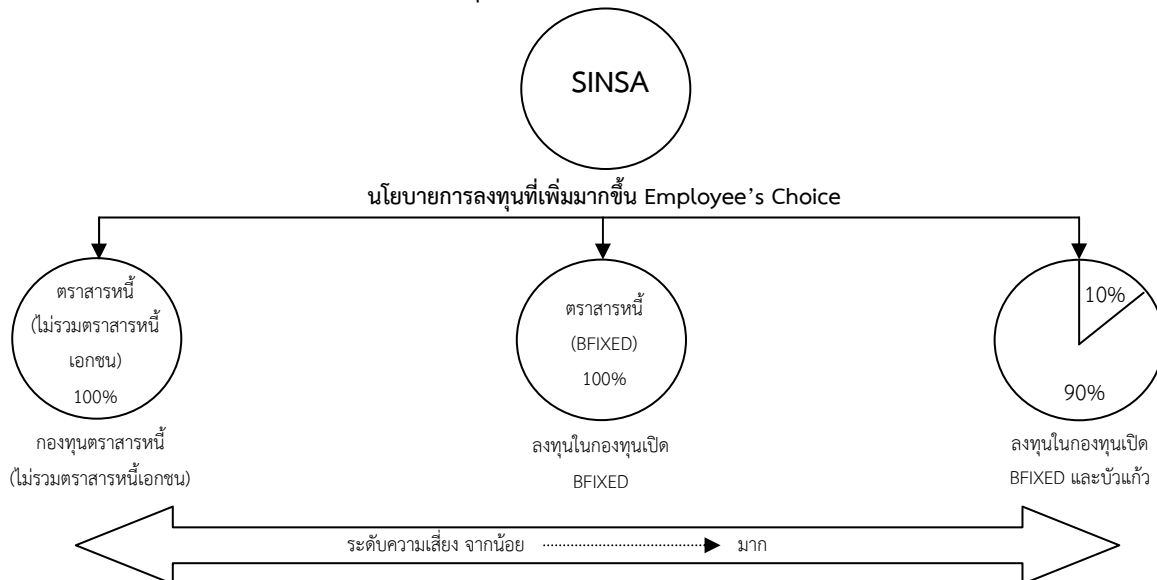 SINSA
นโยบายการลงทุนที่เพิ่มมากขึ้น Employee's Choice
ตราสารหนี้
(ไม่รวมตราสารหนี้
เอกชน)
100%
กองทุนตราสารหนี้
(ไม่รวมตราสารหนี้เอกชน)
ตราสารหนี้
(BFIXED)
100%
ลงทุนในกองทุนเปิด
BFIXED
10%
90%
ลงทุนในกองทุนเปิด
BFIXED และบัวแก้ว
ระดับความเสี่ยง จากน้อย มาก